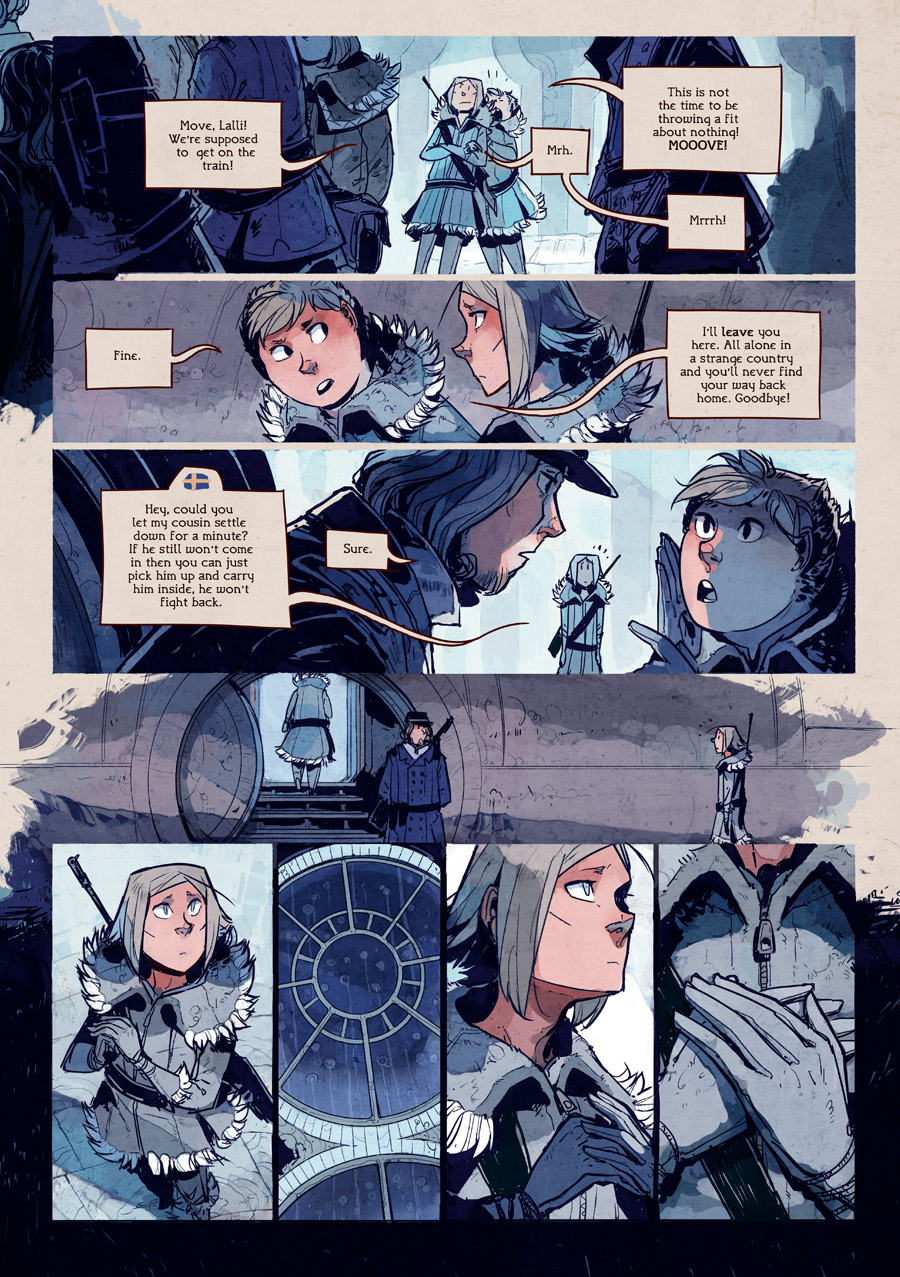 Move, Lalli!
We're supposed
to get on the
train!
Mrh.
This is not
the time to be
throwing a fit
about nothing!
MOOOVE!
Mrrrh!
Fine.
I'll leave you
here. All alone in
a strange country
and you'll never find
your way back
home. Goodbye!
Hey, could you
let my cousin settle
down for a minute?
If he still won't come
in then you can just
pick him up and carry
him inside, he won't
fight back.
Sure.